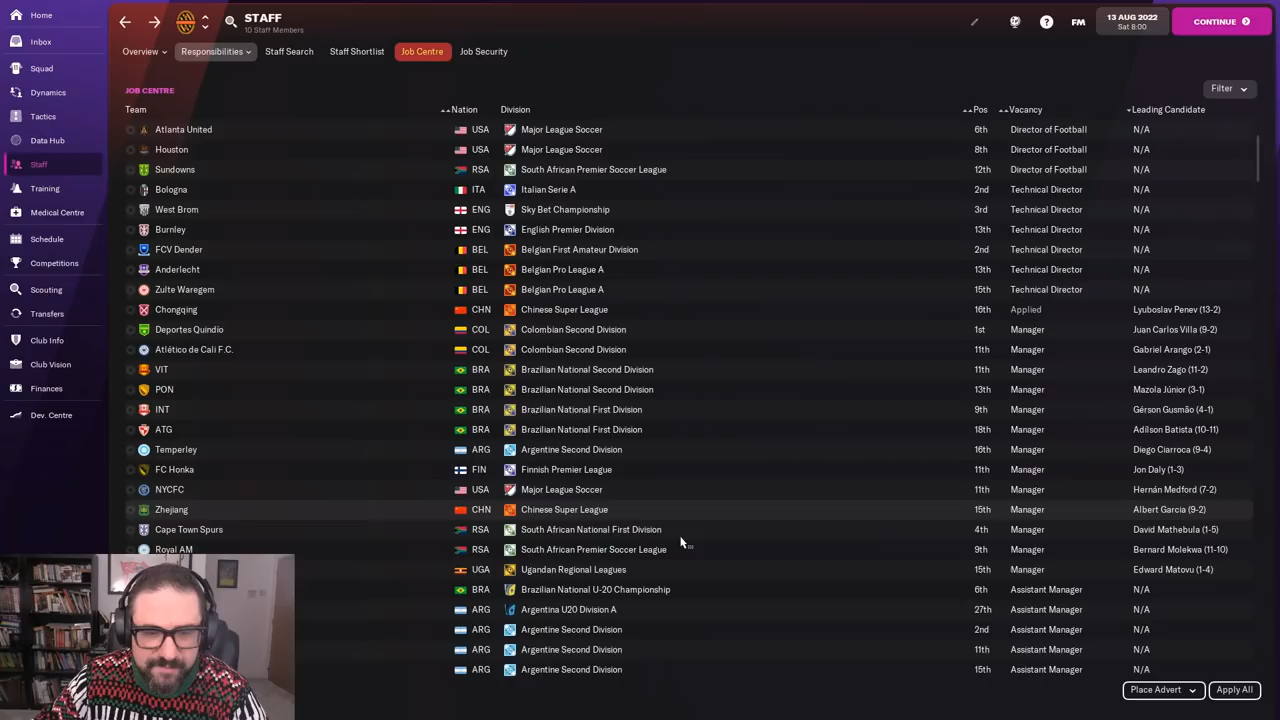 Home
Inbox
Squad
Dynamics
Tactics
Data Hub
Staff
Training
Medical Centre
Schedule
Competitions
Scouting
Transfers
Club Info
Club Vision
Finances
Dev. Centre
STAFF
10 Staff Members
FM
13 AUG 2022
Sat 8:00
CONTINUE
Overview Responsibilities Staff Search Staff Shortlist Job Centre Job Security
JOB CENTRE
Filter
Team Nation Division Pos Vacancy Leading Candidate
Atlanta United USA Major League Soccer 6th Director of Football N/A
Houston USA Major League Soccer 8th Director of Football N/A
Sundowns RSA South African Premier Soccer League 12th Director of Football N/A
Bologna ITA Italian Serie A 2nd Technical Director N/A
West Brom ENG Sky Bet Championship 3rd Technical Director N/A
Burnley ENG English Premier Division 13th Technical Director N/A
FCV Dender BEL Belgian First Amateur Division 2nd Technical Director N/A
Anderlecht BEL Belgian Pro League A 13th Technical Director N/A
Zulte Waregem BEL Belgian Pro League A 15th Technical Director N/A
Chongqing CHN Chinese Super League 16th Applied Lyuboslav Penev (13-2)
Deportes Quindío COL Colombian Second Division 1st Manager Juan Carlos Villa (9-2)
Atlético de Cali F.C. COL Colombian Second Division 11th Manager Gabriel Arango (2-1)
VIT BRA Brazilian National Second Division 11th Manager Leandro Zago (11-2)
PON BRA Brazilian National Second Division 13th Manager Mazola Júnior (3-1)
INT BRA Brazilian National First Division 9th Manager Gérson Gusmão (4-1)
ATG BRA Brazilian National First Division 18th Manager Adílson Batista (10-11)
Temperley ARG Argentine Second Division 16th Manager Diego Ciarroca (9-4)
FC Honka FIN Finnish Premier League 11th Manager Jon Daly (1-3)
NYCFC USA Major League Soccer 11th Manager Hernán Medford (7-2)
Zhejiang CHN Chinese Super League 15th Manager Albert Garcia (9-2)
Cape Town Spurs RSA South African National First Division 4th Manager David Mathebula (1-5)
Royal AM RSA South African Premier Soccer League 9th Manager Bernard Molekwa (11-10)
UGA Ugandan Regional Leagues 15th Manager Edward Matovu (1-4)
BRA Brazilian National U-20 Championship 6th Assistant Manager N/A
ARG Argentina U20 Division A 27th Assistant Manager N/A
ARG Argentine Second Division 2nd Assistant Manager N/A
ARG Argentine Second Division 11th Assistant Manager N/A
ARG Argentine Second Division 15th Assistant Manager N/A
Place Advert Apply All